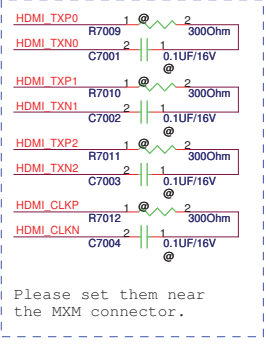 HDMI_TXP0 1 @ 2
R7009 300Ohm
HDMI_TXN0 2 1
C7001 0.1UF/16V
@
HDMI_TXP1 1 @ 2
R7010 300Ohm
HDMI_TXN1 2 1
C7002 0.1UF/16V
@
HDMI_TXP2 1 @ 2
R7011 300Ohm
HDMI_TXN2 2 1
C7003 0.1UF/16V
@
HDMI_CLKP 1 @ 2
R7012 300Ohm
HDMI_CLKN 2 1
C7004 0.1UF/16V
@
Please set them near
the MXM connector.